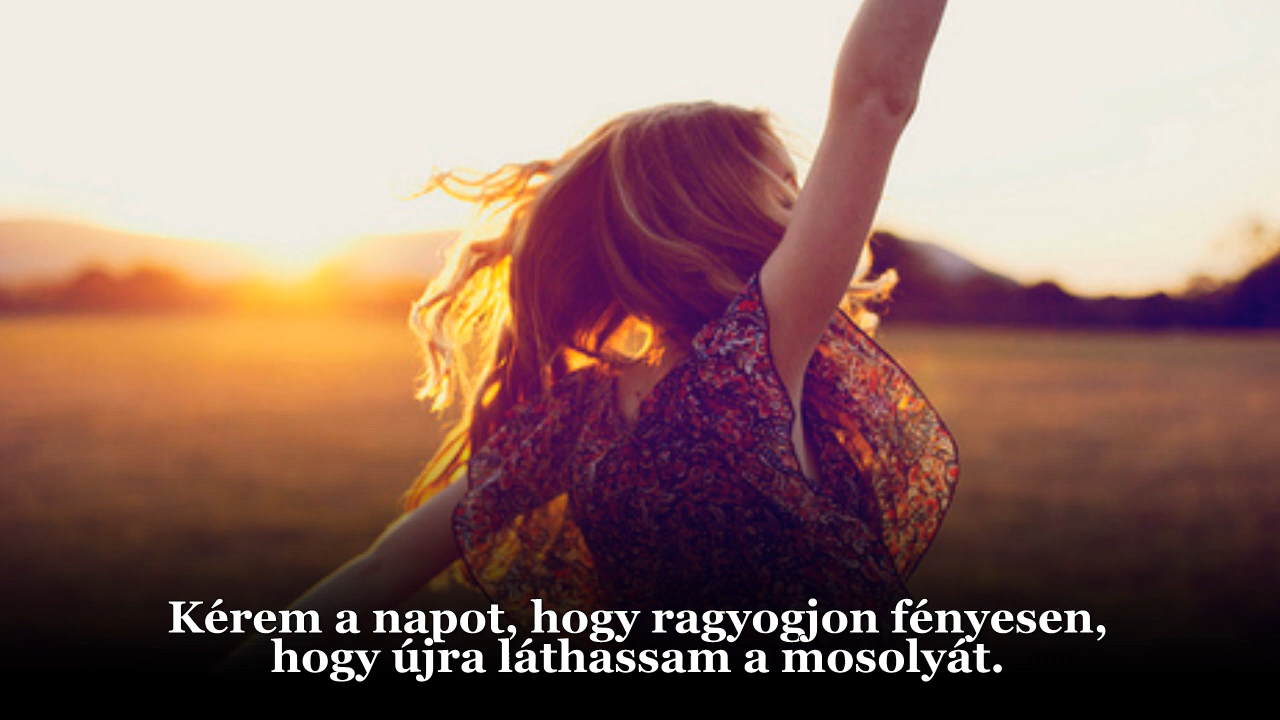 Kérem a napot, hogy ragyogjon fényesen,
hogy újra láthassam a mosolyát.